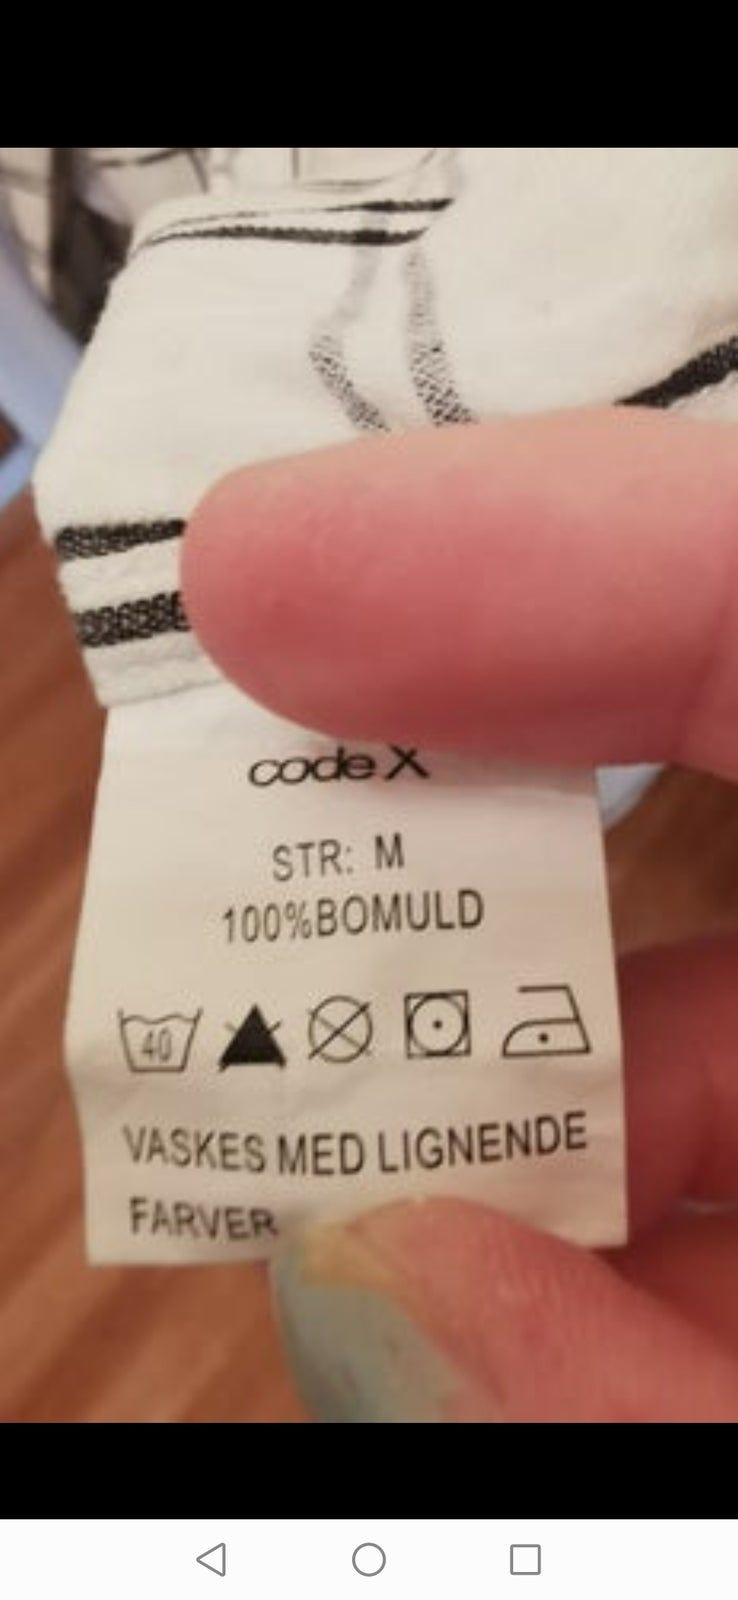 code X
STR: M
100%BOMULD
40
VASKES MED LIGNENDE
FARVER